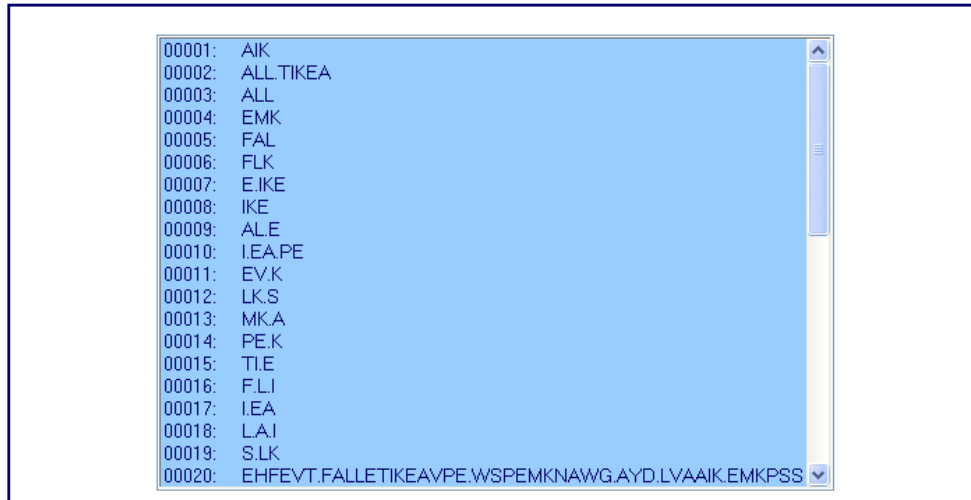 00001: AIK
00002: ALL.TIKEA
00003: ALL
00004: EMK
00005: FAL
00006: FLK
00007: E.IKE
00008: IKE
00009: AL.E
00010: I.EA.PE
00011: EV.K
00012: LK.S
00013: MK.A
00014: PE.K
00015: TI.E
00016: F.L.I
00017: I.EA
00018: L.A.I
00019: S.LK
00020: EHFEVT.FALLETIKEAVPE.WSPEMKNAWG.AYD.LVAAIK.EMKPSS